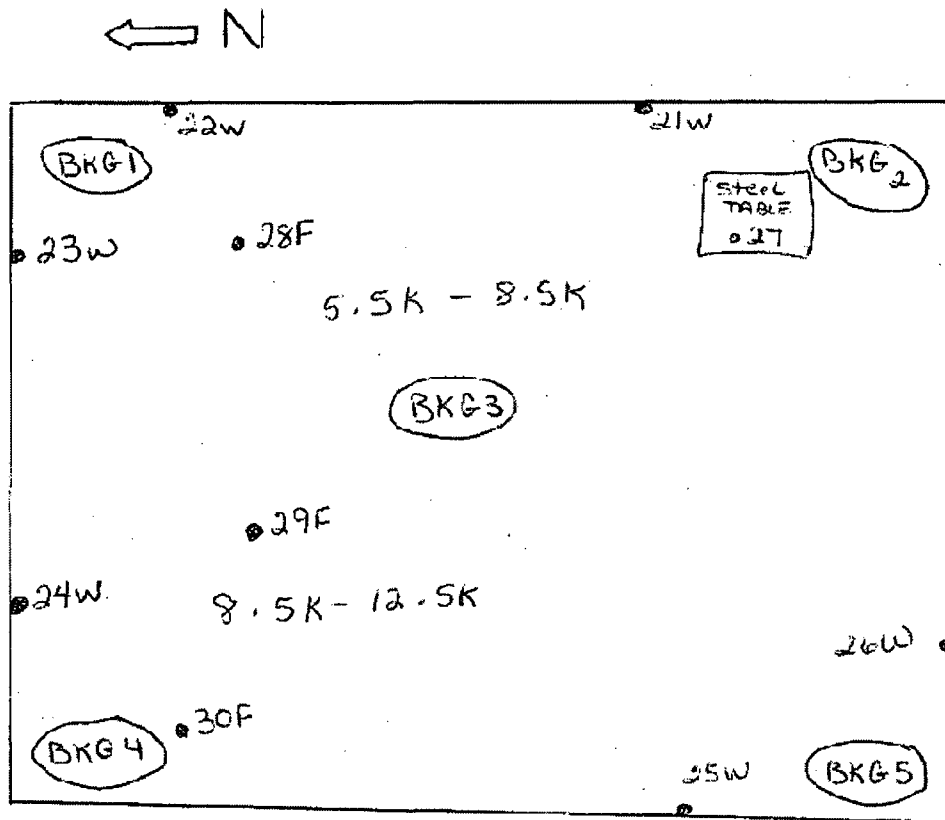 N
22W
21W
BKG1
BKG2
Steel
TABLE
27
23W
28F
5.5K - 8.5K
BKG3
29F
24W
8.5K - 12.5K
26W
30F
BKG4
25W
BKG5